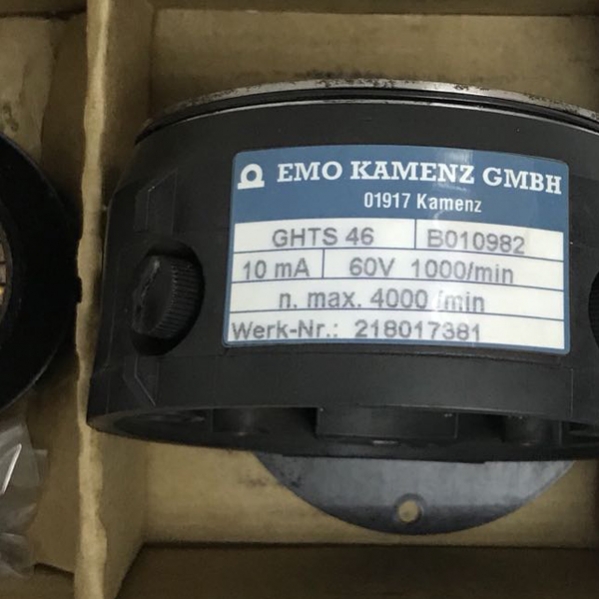 EMO KAMENZ GMBH
01917 Kamenz
GHTS 46 B010982
10 mA 60V 1000/min
n. max. 4000 /min
Werk-Nr.: 218017381